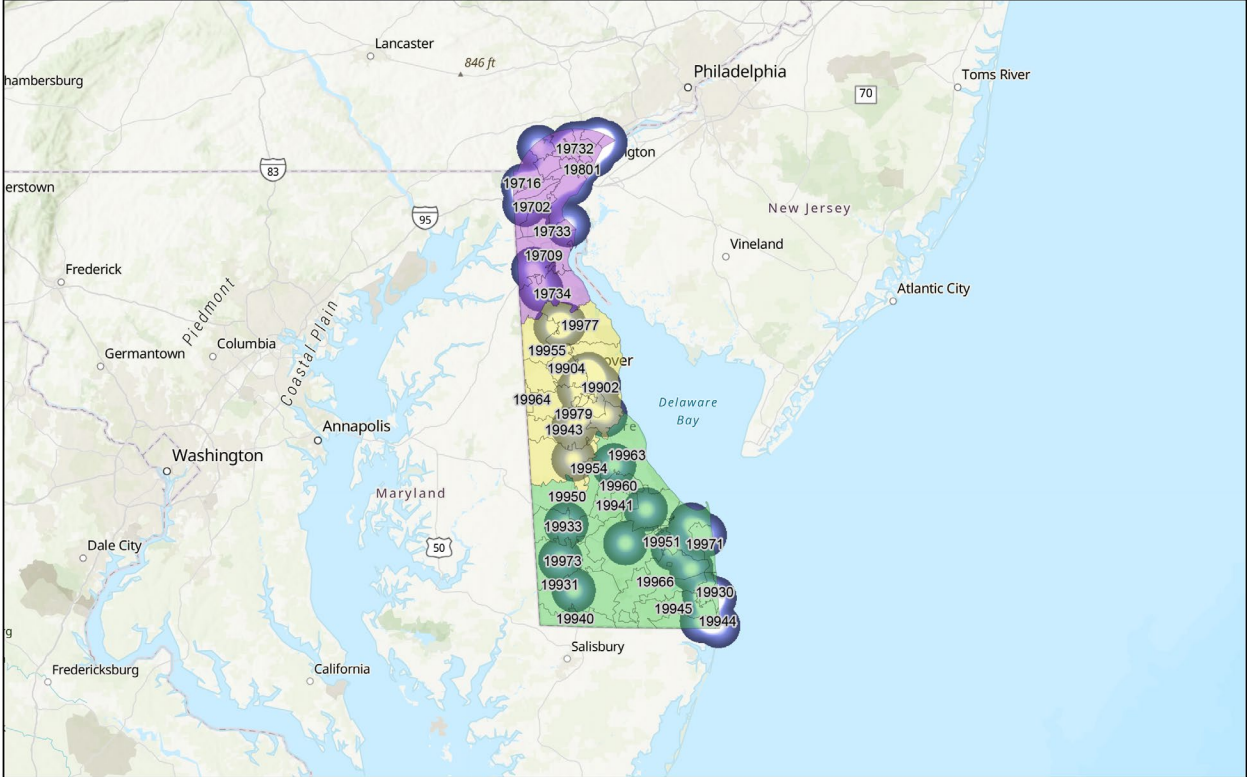 Lancaster
846 ft
Philadelphia
Toms River
hambersburg
70
19732
gton
83
19801
erstown
19716
19702
New Jersey
95
19733
Vineland
19709
Frederick
Atlantic City
19734
Piedmont
19977
Columbia
Coastal Plain
Germantown
19955
over
19904
19902
19964
Delaware
Bay
19979
Annapolis
19943
re
Washington
19963
19954
19960
Maryland
19950
19941
19933
Dale City
50
19951
19971
19973
19931
19966
19930
19945
19940
19944
g
Salisbury
Fredericksburg
California